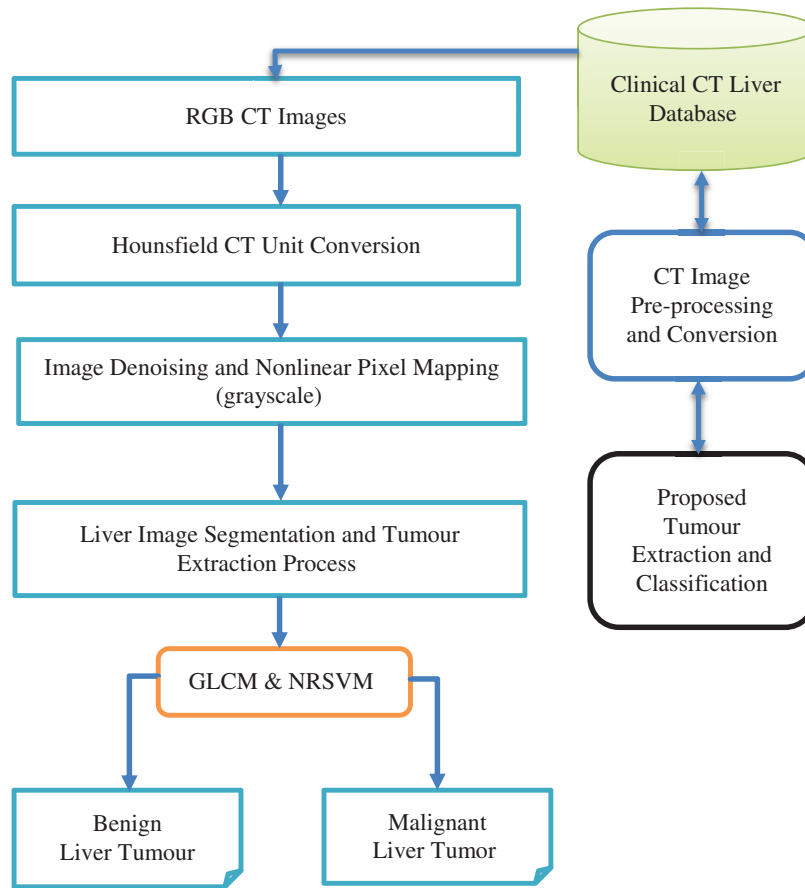 RGB CT Images
Clinical CT Liver
Database
Hounsfield CT Unit Conversion
CT Image
Pre-processing
and Conversion
Image Denoising and Nonlinear Pixel Mapping
(grayscale)
Liver Image Segmentation and Tumour
Extraction Process
Proposed
Tumour
Extraction and
Classification
GLCM & NRSVM
Benign
Liver Tumour
Malignant
Liver Tumor